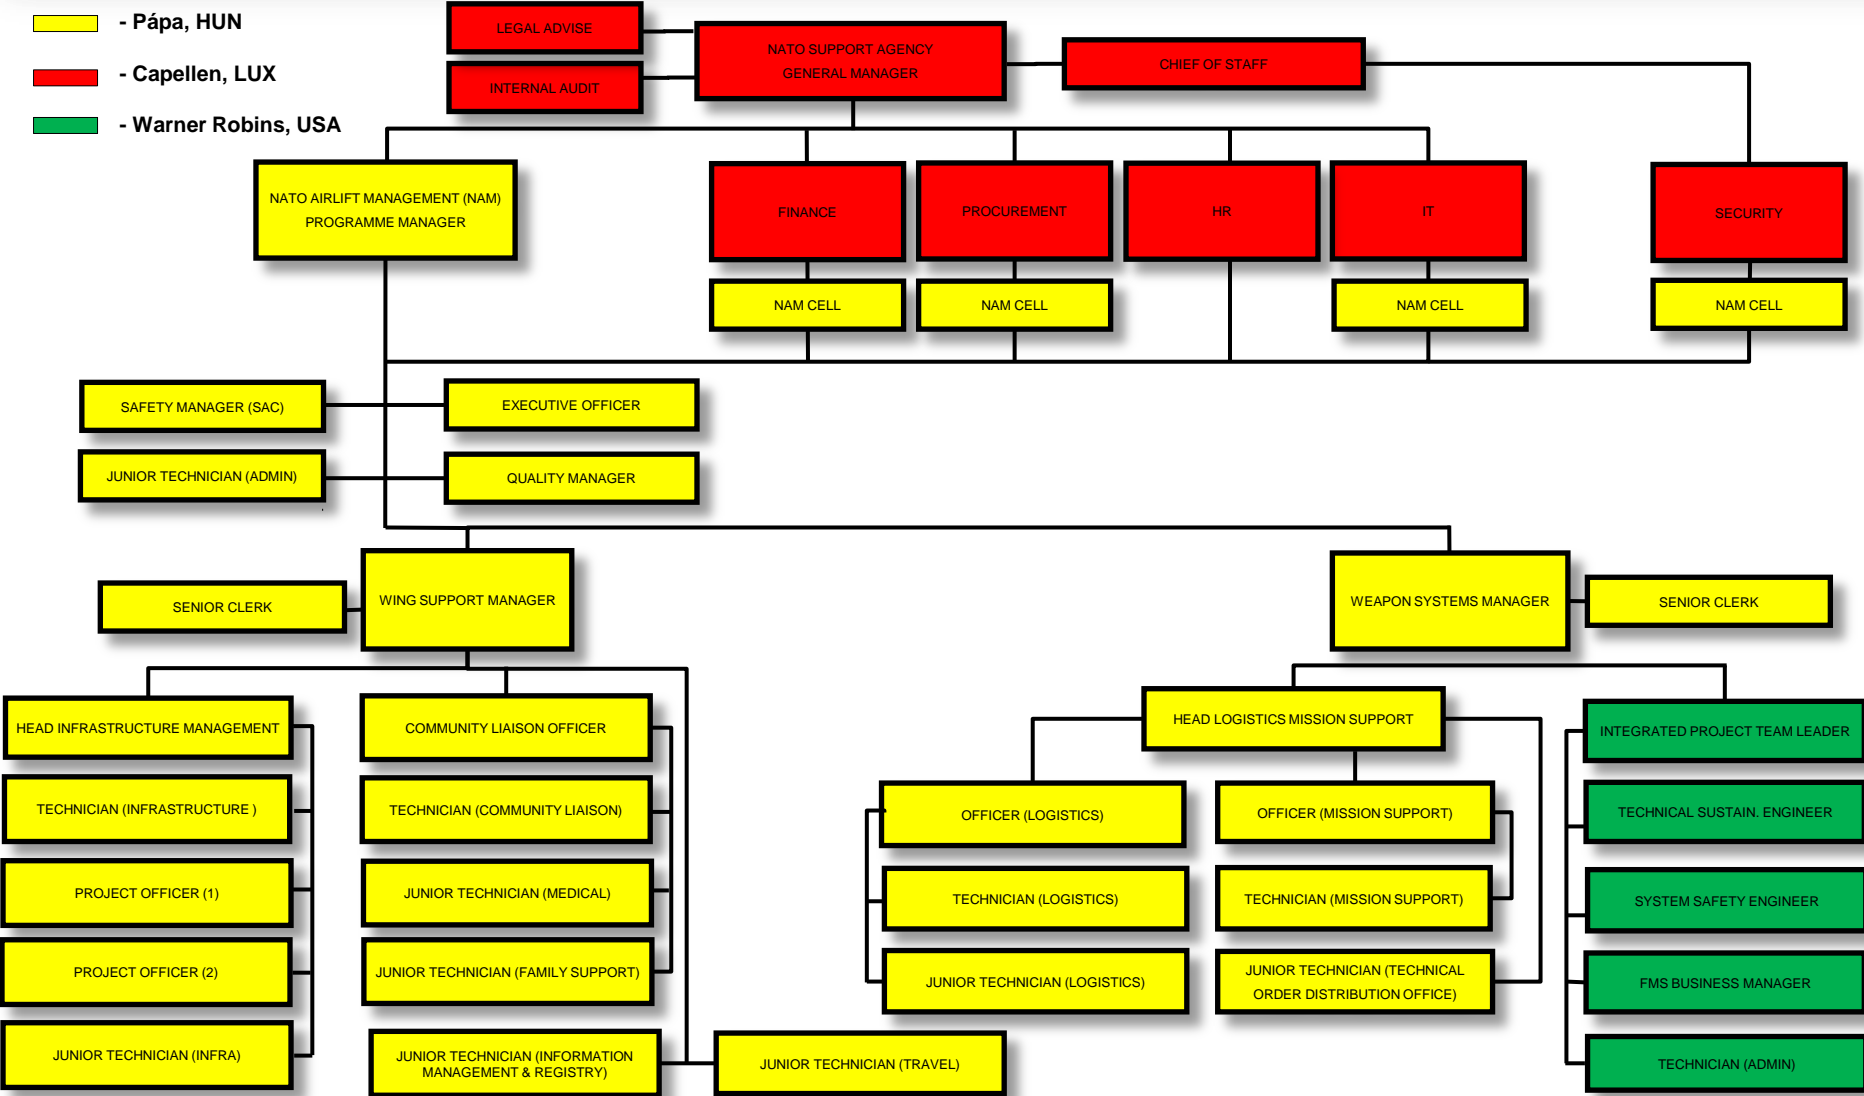 - Pápa, HUN
- Capellen, LUX
- Warner Robins, USA
LEGAL ADVISE
INTERNAL AUDIT
NATO SUPPORT AGENCY
GENERAL MANAGER
CHIEF OF STAFF
NATO AIRLIFT MANAGEMENT (NAM)
PROGRAMME MANAGER
FINANCE
PROCUREMENT
HR
IT
SECURITY
NAM CELL
NAM CELL
NAM CELL
NAM CELL
SAFETY MANAGER (SAC)
EXECUTIVE OFFICER
JUNIOR TECHNICIAN (ADMIN)
QUALITY MANAGER
SENIOR CLERK
WING SUPPORT MANAGER
WEAPON SYSTEMS MANAGER
SENIOR CLERK
HEAD INFRASTRUCTURE MANAGEMENT
TECHNICIAN (INFRASTRUCTURE )
PROJECT OFFICER (1)
PROJECT OFFICER (2)
JUNIOR TECHNICIAN (INFRA)
COMMUNITY LIAISON OFFICER
TECHNICIAN (COMMUNITY LIAISON)
JUNIOR TECHNICIAN (MEDICAL)
JUNIOR TECHNICIAN (FAMILY SUPPORT)
JUNIOR TECHNICIAN (INFORMATION
MANAGEMENT & REGISTRY)
JUNIOR TECHNICIAN (TRAVEL)
HEAD LOGISTICS MISSION SUPPORT
OFFICER (LOGISTICS)
TECHNICIAN (LOGISTICS)
JUNIOR TECHNICIAN (LOGISTICS)
OFFICER (MISSION SUPPORT)
TECHNICIAN (MISSION SUPPORT)
JUNIOR TECHNICIAN (TECHNICAL
ORDER DISTRIBUTION OFFICE)
INTEGRATED PROJECT TEAM LEADER
TECHNICAL SUSTAIN. ENGINEER
SYSTEM SAFETY ENGINEER
FMS BUSINESS MANAGER
TECHNICIAN (ADMIN)